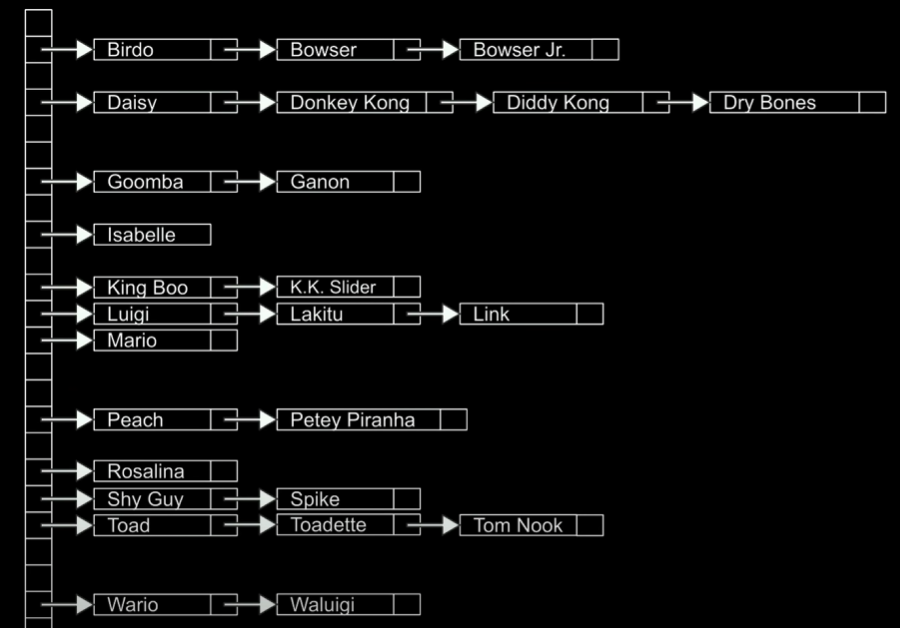 Birdo Bowser Bowser Jr.
Daisy Donkey Kong Diddy Kong Dry Bones
Goomba Ganon
Isabelle
King Boo K.K. Slider
Luigi Lakitu Link
Mario
Peach Petey Piranha
Rosalina
Shy Guy Spike
Toad Toadette Tom Nook
Wario Waluigi